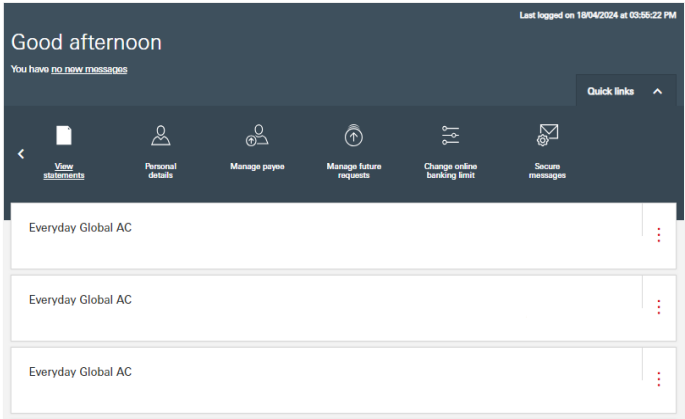 Last logged on 18/04/2024 at 03:55:22 PM
Good afternoon
You have no new messages
Quick links
View
statements
Personal
details
Manage payee
Manage future
requests
Change online
banking limit
Secure
messages
Everyday Global AC
Everyday Global AC
Everyday Global AC